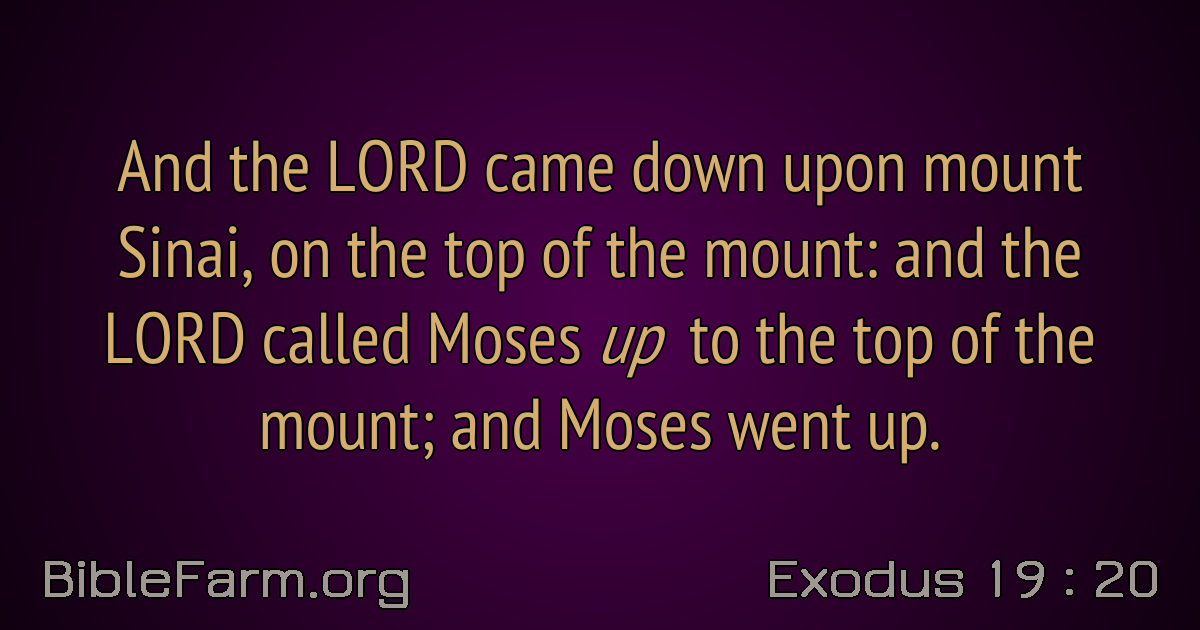 And the LORD came down upon mount
Sinai, on the top of the mount: and the
LORD called Moses up to the top of the
mount; and Moses went up.
BibleFarm.org
Exodus 19 : 20